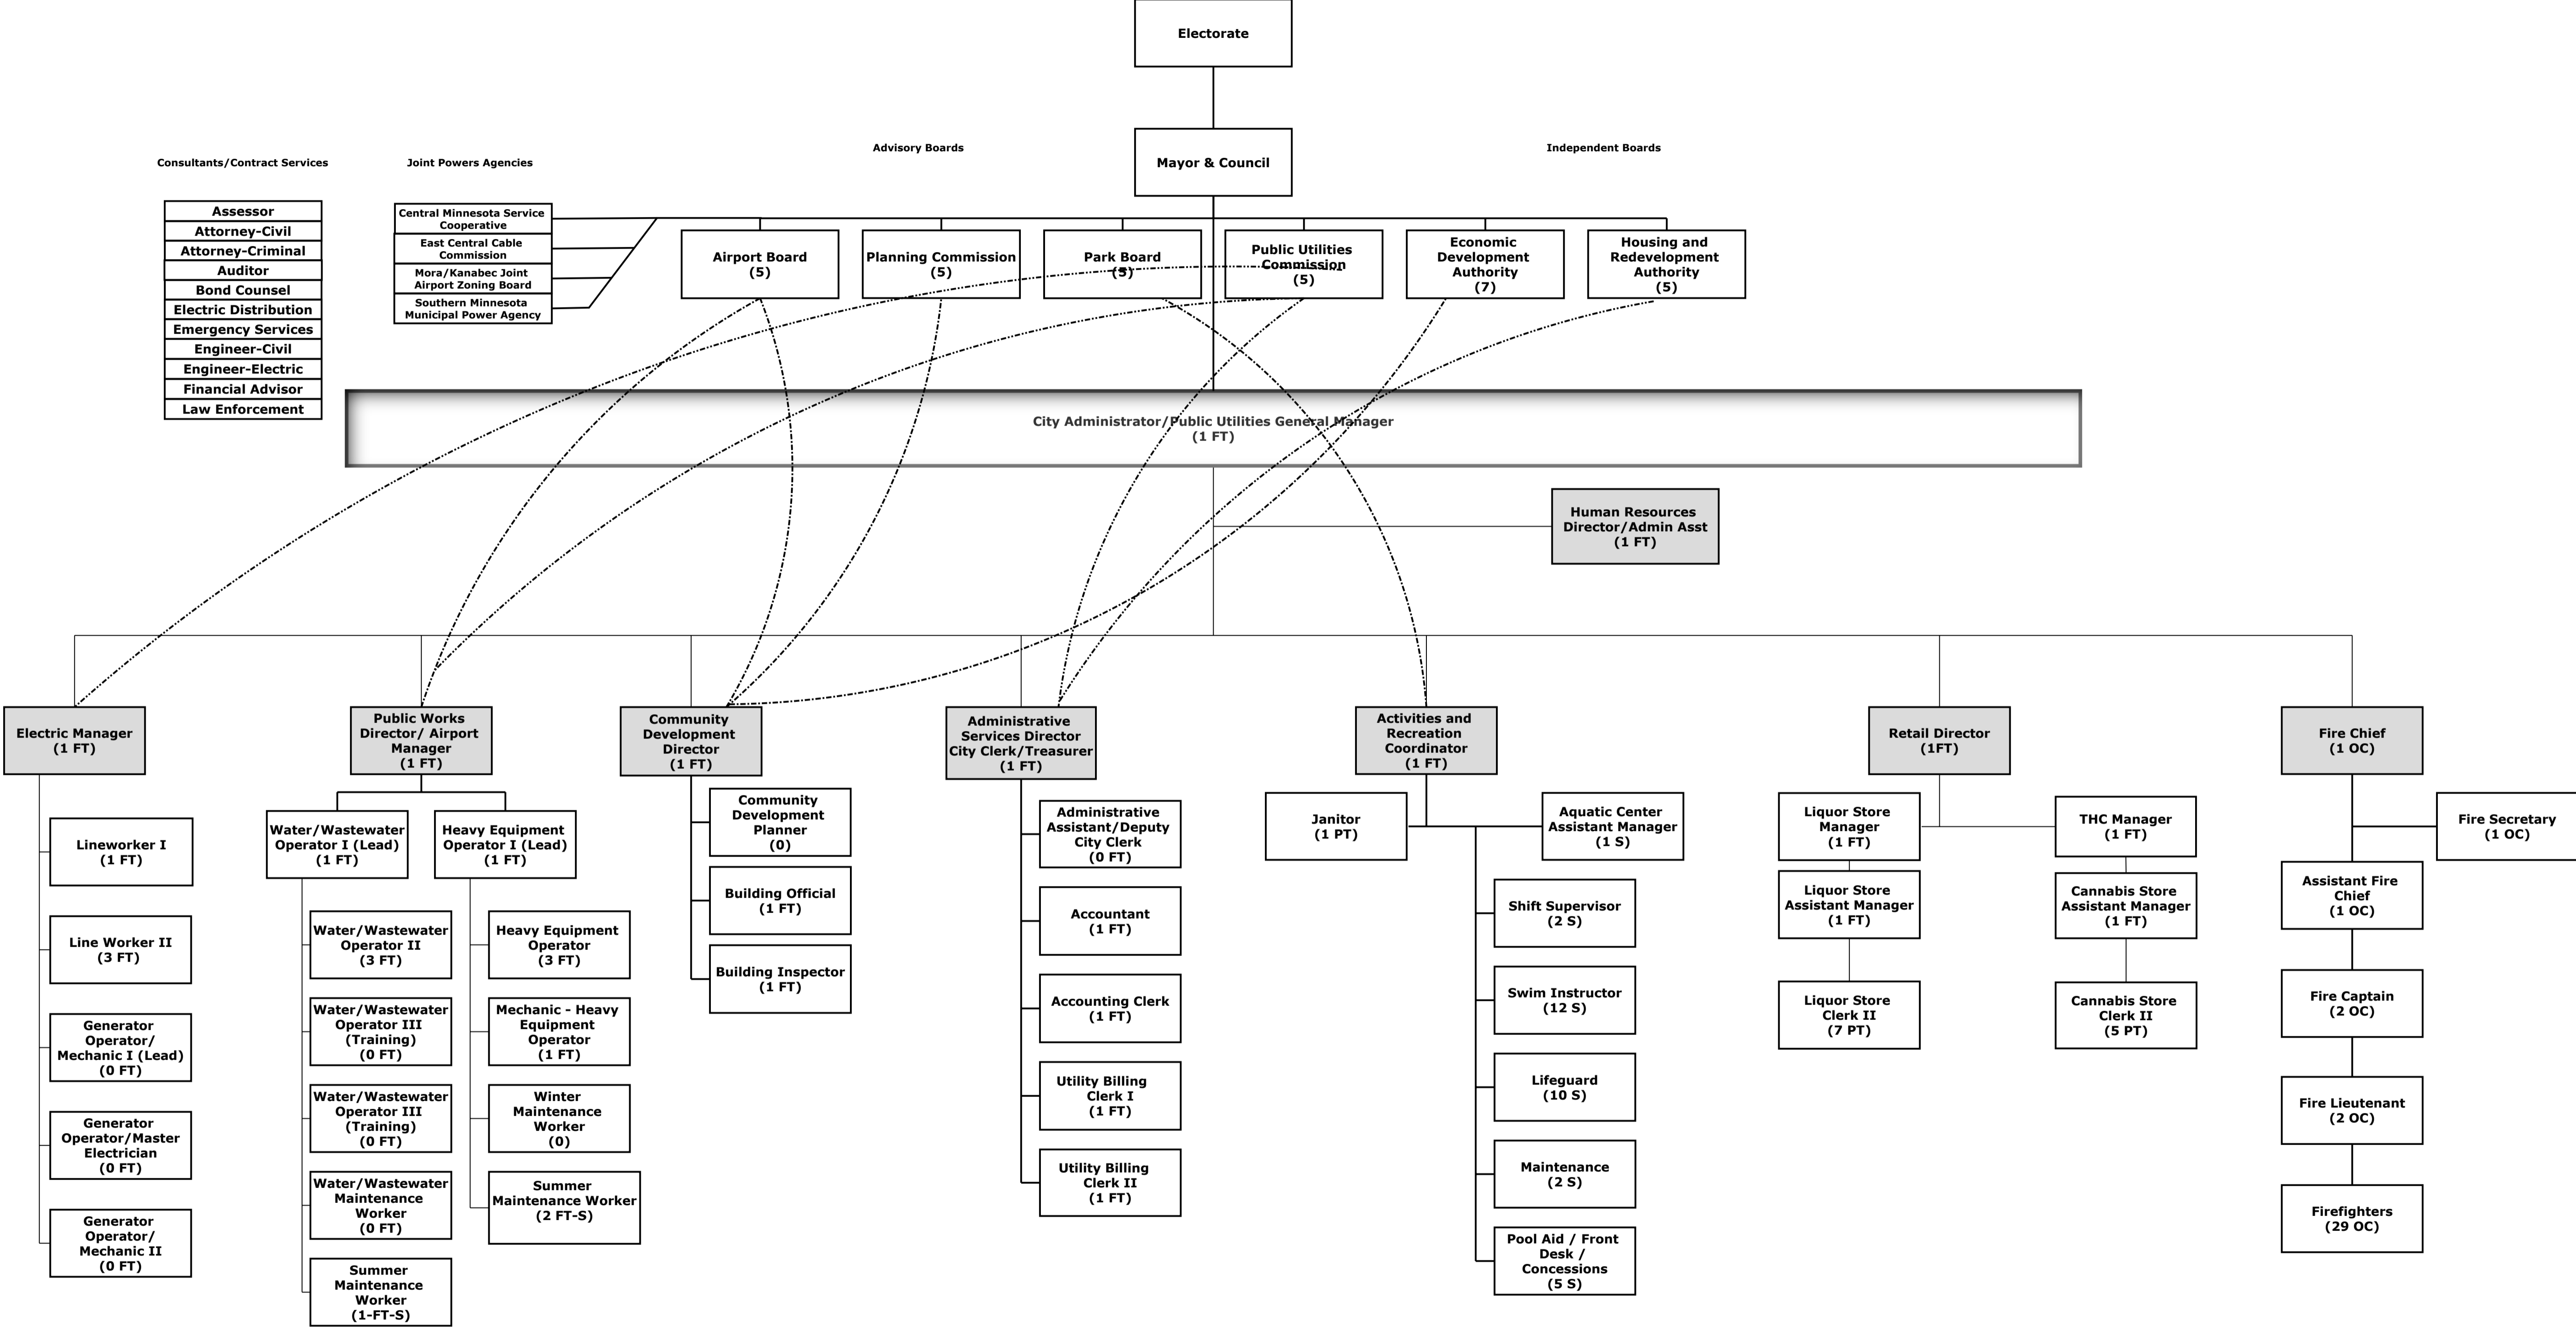 Electorate
Mayor & Council
Consultants/Contract Services
Joint Powers Agencies
Advisory Boards
Independent Boards
Assessor
Attorney-Civil
Attorney-Criminal
Auditor
Bond Counsel
Electric Distribution
Emergency Services
Engineer-Civil
Engineer-Electric
Financial Advisor
Law Enforcement
Central Minnesota Service
Cooperative
East Central Cable
Commission
Mora/Kanabec Joint
Airport Zoning Board
Southern Minnesota
Municipal Power Agency
Airport Board
(5)
Planning Commission
(5)
Park Board
(5)
Public Utilities
Commission
(5)
Economic
Development
Authority
(7)
Housing and
Redevelopment
Authority
(5)
City Administrator/Public Utilities General Manager
(1 FT)
Human Resources
Director/Admin Asst
(1 FT)
Electric Manager
(1 FT)
Lineworker I
(1 FT)
Line Worker II
(3 FT)
Generator
Operator/
Mechanic I (Lead)
(0 FT)
Generator
Operator/Master
Electrician
(0 FT)
Generator
Operator/
Mechanic II
(0 FT)
Public Works
Director/ Airport
Manager
(1 FT)
Water/Wastewater
Operator I (Lead)
(1 FT)
Water/Wastewater
Operator II
(3 FT)
Water/Wastewater
Operator III
(Training)
(0 FT)
Water/Wastewater
Operator III
(Training)
(0 FT)
Water/Wastewater
Maintenance
Worker
(0 FT)
Summer
Maintenance
Worker
(1-FT-S)
Heavy Equipment
Operator I (Lead)
(1 FT)
Heavy Equipment
Operator
(3 FT)
Mechanic - Heavy
Equipment
Operator
(1 FT)
Winter
Maintenance
Worker
(0)
Summer
Maintenance Worker
(2 FT-S)
Community
Development
Director
(1 FT)
Community
Development
Planner
(0)
Building Official
(1 FT)
Building Inspector
(1 FT)
Administrative
Services Director
City Clerk/Treasurer
(1 FT)
Administrative
Assistant/Deputy
City Clerk
(0 FT)
Accountant
(1 FT)
Accounting Clerk
(1 FT)
Utility Billing
Clerk I
(1 FT)
Utility Billing
Clerk II
(1 FT)
Activities and
Recreation
Coordinator
(1 FT)
Janitor
(1 PT)
Aquatic Center
Assistant Manager
(1 S)
Shift Supervisor
(2 S)
Swim Instructor
(12 S)
Lifeguard
(10 S)
Maintenance
(2 S)
Pool Aid / Front
Desk /
Concessions
(5 S)
Retail Director
(1FT)
Liquor Store
Manager
(1 FT)
Liquor Store
Assistant Manager
(1 FT)
Liquor Store
Clerk II
(7 PT)
THC Manager
(1 FT)
Cannabis Store
Assistant Manager
(1 FT)
Cannabis Store
Clerk II
(5 PT)
Fire Chief
(1 OC)
Fire Secretary
(1 OC)
Assistant Fire
Chief
(1 OC)
Fire Captain
(2 OC)
Fire Lieutenant
(2 OC)
Firefighters
(29 OC)